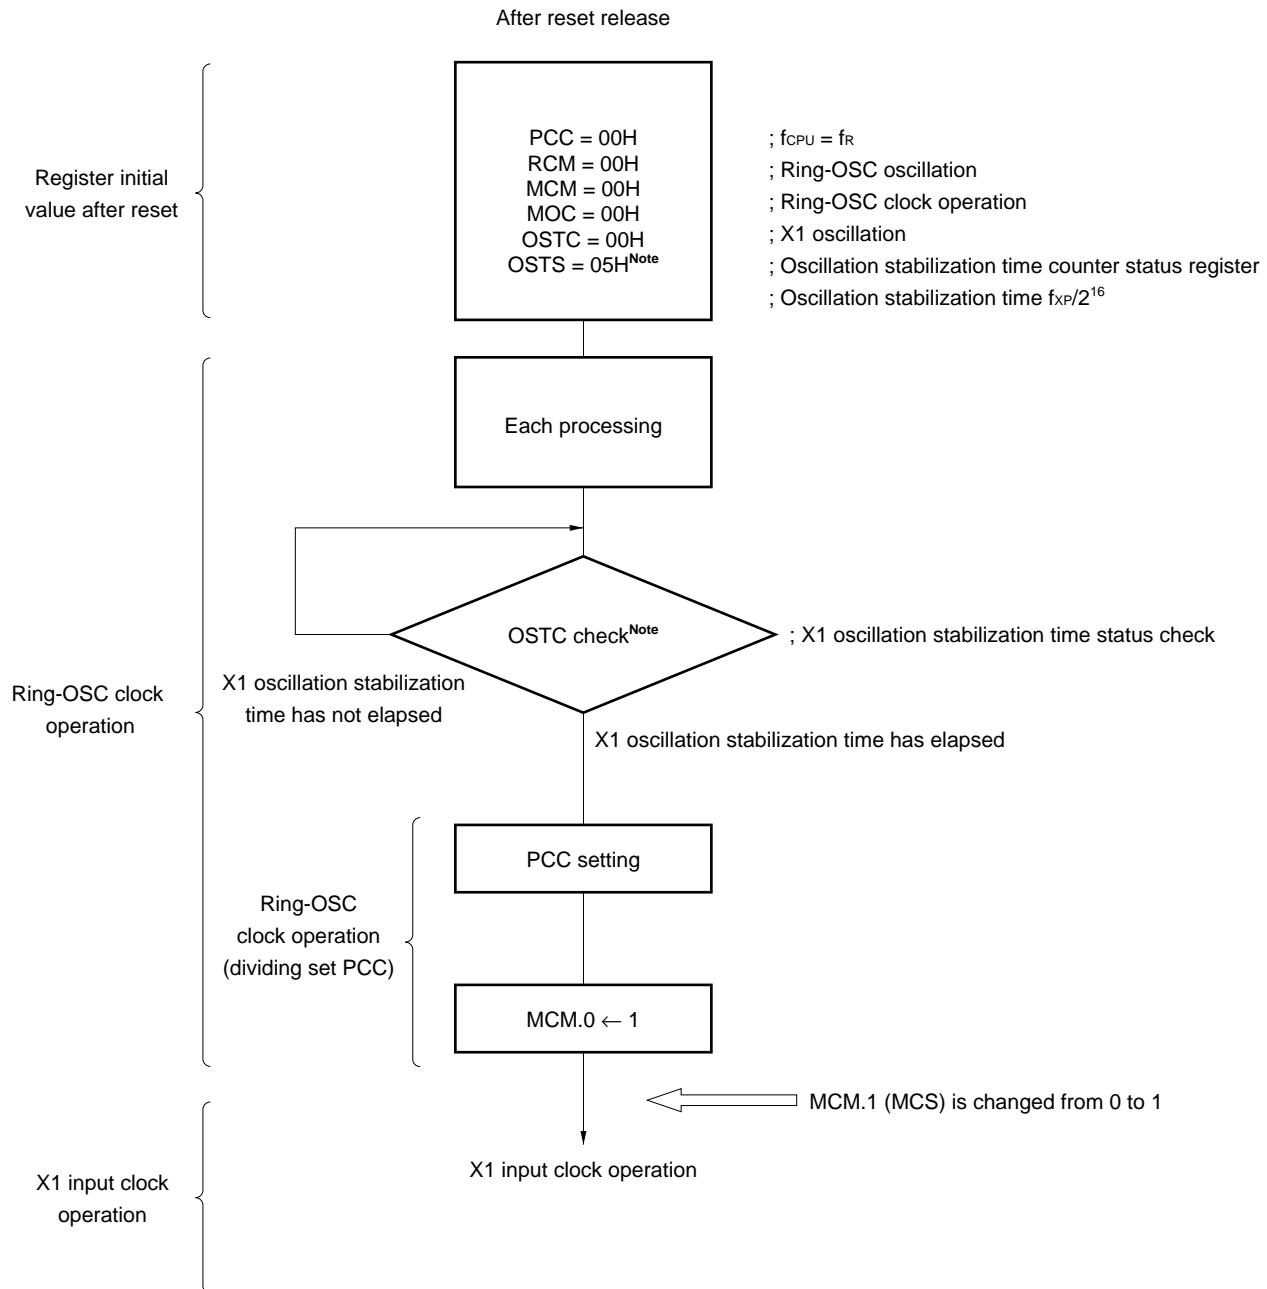 After reset release
Register initial
value after reset
PCC = 00H
RCM = 00H
MCM = 00H
MOC = 00H
OSTC = 00H
OSTS = 05HNote
; fCPU = fR
; Ring-OSC oscillation
; Ring-OSC clock operation
; X1 oscillation
; Oscillation stabilization time counter status register
; Oscillation stabilization time fXP/2^16
Each processing
OSTC checkNote
; X1 oscillation stabilization time status check
X1 oscillation stabilization
time has not elapsed
Ring-OSC clock
operation
X1 oscillation stabilization time has elapsed
PCC setting
Ring-OSC
clock operation
(dividing set PCC)
MCM.0 ← 1
MCM.1 (MCS) is changed from 0 to 1
X1 input clock operation
X1 input clock
operation